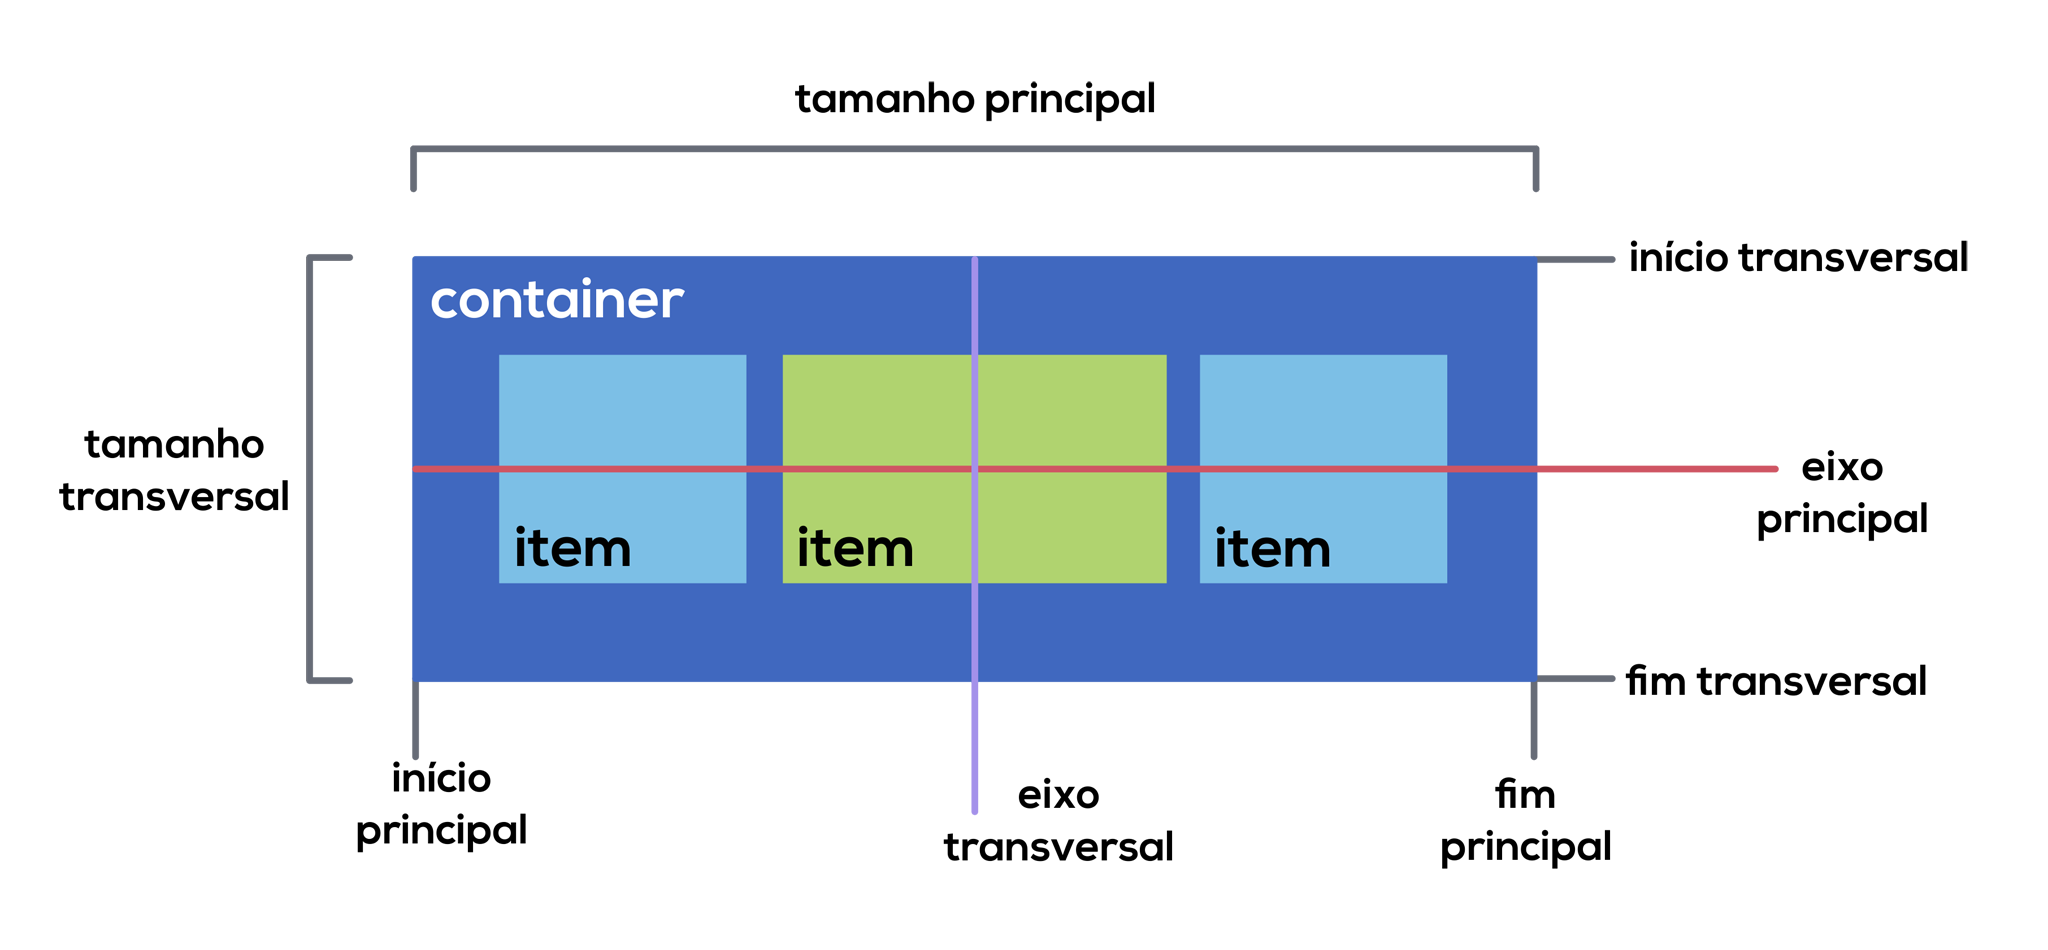 tamanho principal
início transversal
container
tamanho
transversal
eixo
principal
item
item
item
fim transversal
início
principal
eixo
transversal
fim
principal